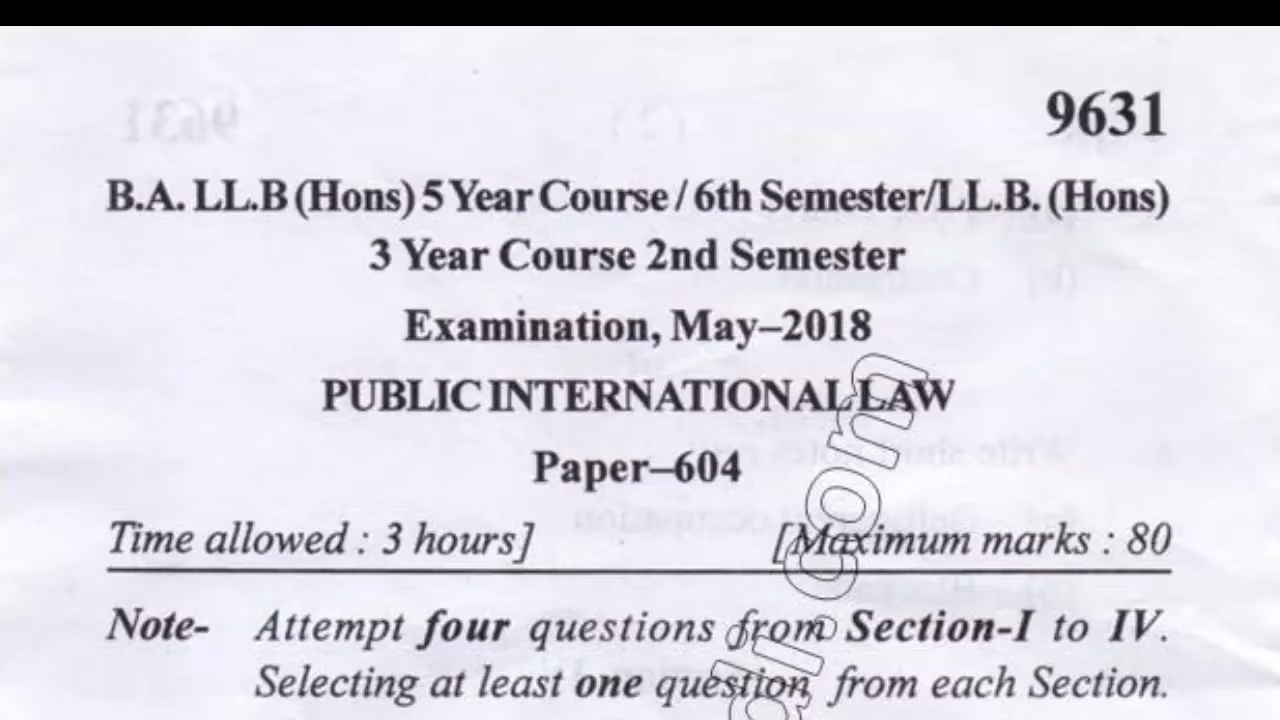 9631
B.A. LL.B (Hons) 5 Year Course / 6th Semester/LL.B. (Hons)
3 Year Course 2nd Semester
Examination, May–2018
PUBLIC INTERNATIONAL LAW
Paper–604
Time allowed : 3 hours] [Maximum marks : 80
Note- Attempt four questions from Section-I to IV.
Selecting at least one question from each Section.